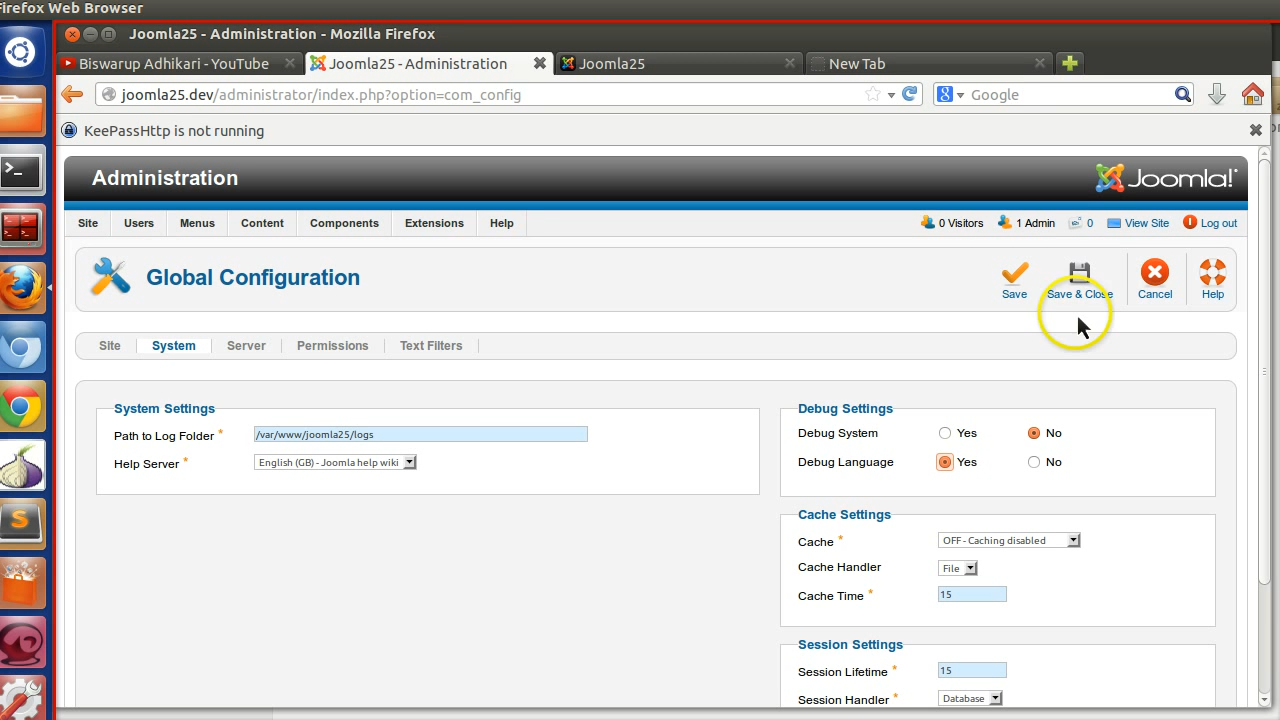 Firefox Web Browser
Joomla25 - Administration - Mozilla Firefox
Biswarup Adhikari - YouTube
Joomla25 - Administration
Joomla25
New Tab
joomla25.dev/administrator/index.php?option=com_config
Google
KeePassHttp is not running
Administration
Joomla!
Site Users Menus Content Components Extensions Help
0 Visitors 1 Admin 0 View Site Log out
Global Configuration
Save Save & Close Cancel Help
Site System Server Permissions Text Filters
System Settings
Path to Log Folder * /var/www/joomla25/logs
Help Server * English (GB) - Joomla help wiki
Debug Settings
Debug System Yes No
Debug Language Yes No
Cache Settings
Cache * OFF - Caching disabled
Cache Handler File
Cache Time * 15
Session Settings
Session Lifetime * 15
Session Handler * Database